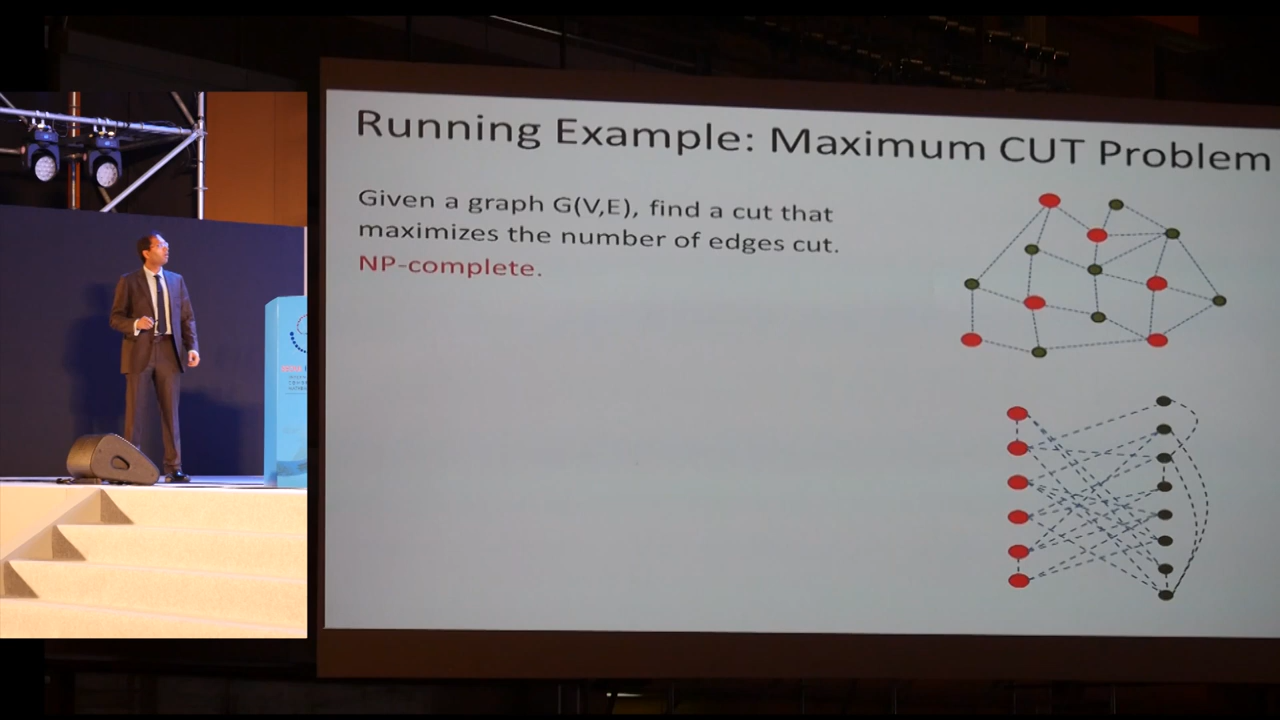 Running Example: Maximum CUT Problem
Given a graph G(V,E), find a cut that
maximizes the number of edges cut.
NP-complete.